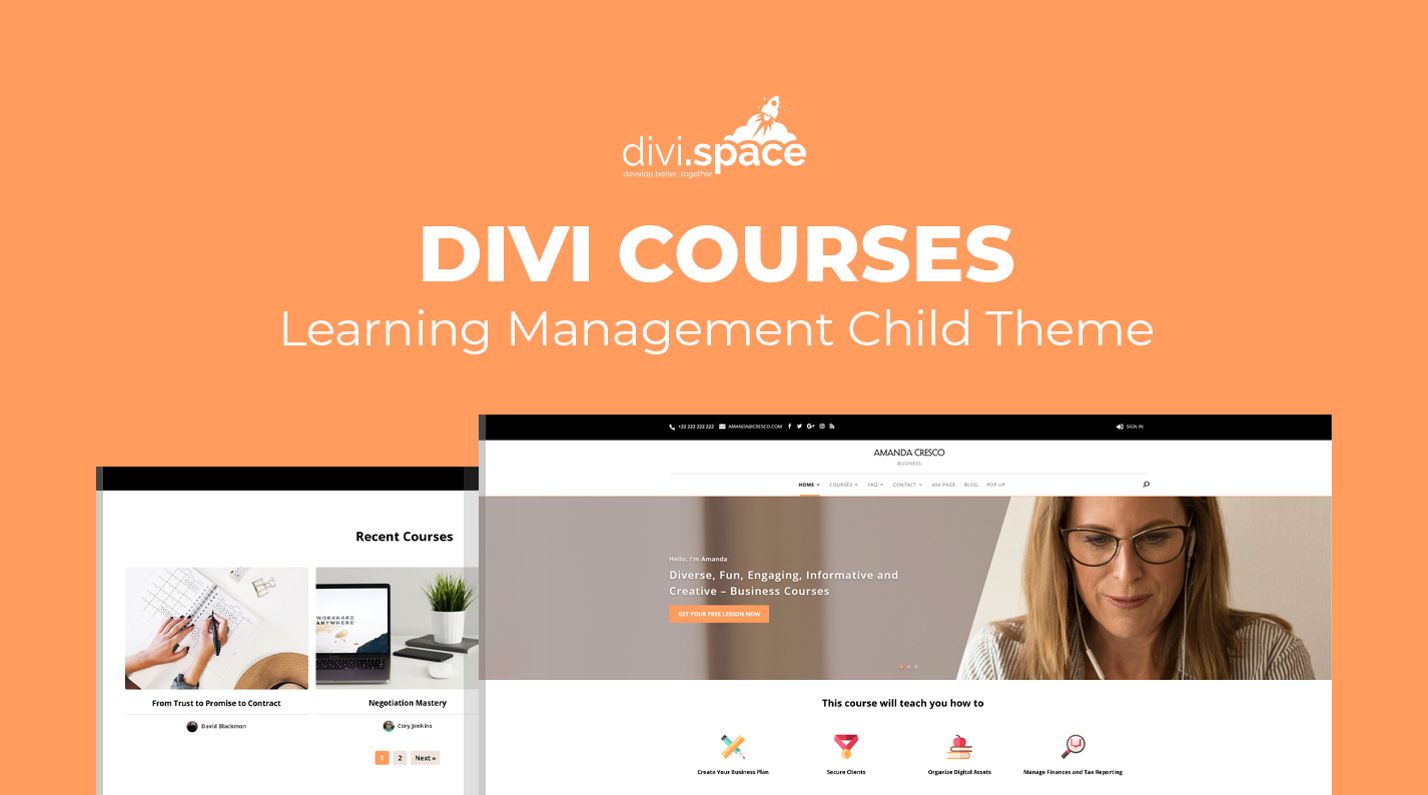 divi.space
develop better, together
DIVI COURSES
Learning Management Child Theme
+22 222 222 222 AMANDA@CRESCO.COM
SIGN IN
AMANDA CRESCO
BUSINESS
HOME COURSES FAQ CONTACT 404 PAGE BLOG POP UP
Hello, I'm Amanda
Diverse, Fun, Engaging, Informative and
Creative – Business Courses
GET YOUR FREE LESSON NOW
This course will teach you how to
Create Your Business Plan
Secure Clients
Organize Digital Assets
Manage Finances and Tax Reporting
Recent Courses
WORKHARD
ANYWHERE
From Trust to Promise to Contract
David Blackmon
Negotiation Mastery
Cory Jenkins
1 2 Next »